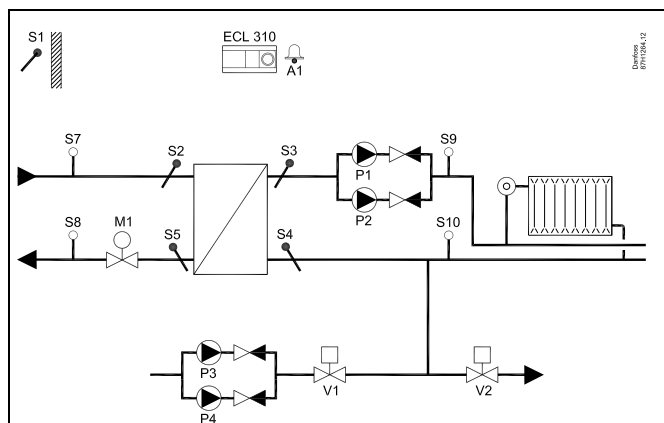 S1
ECL 310
A1
Danfoss
87H1284.12
S7
S2
S3
P1
S9
P2
S8
M1
S5
S4
S10
P3
P4
V1
V2